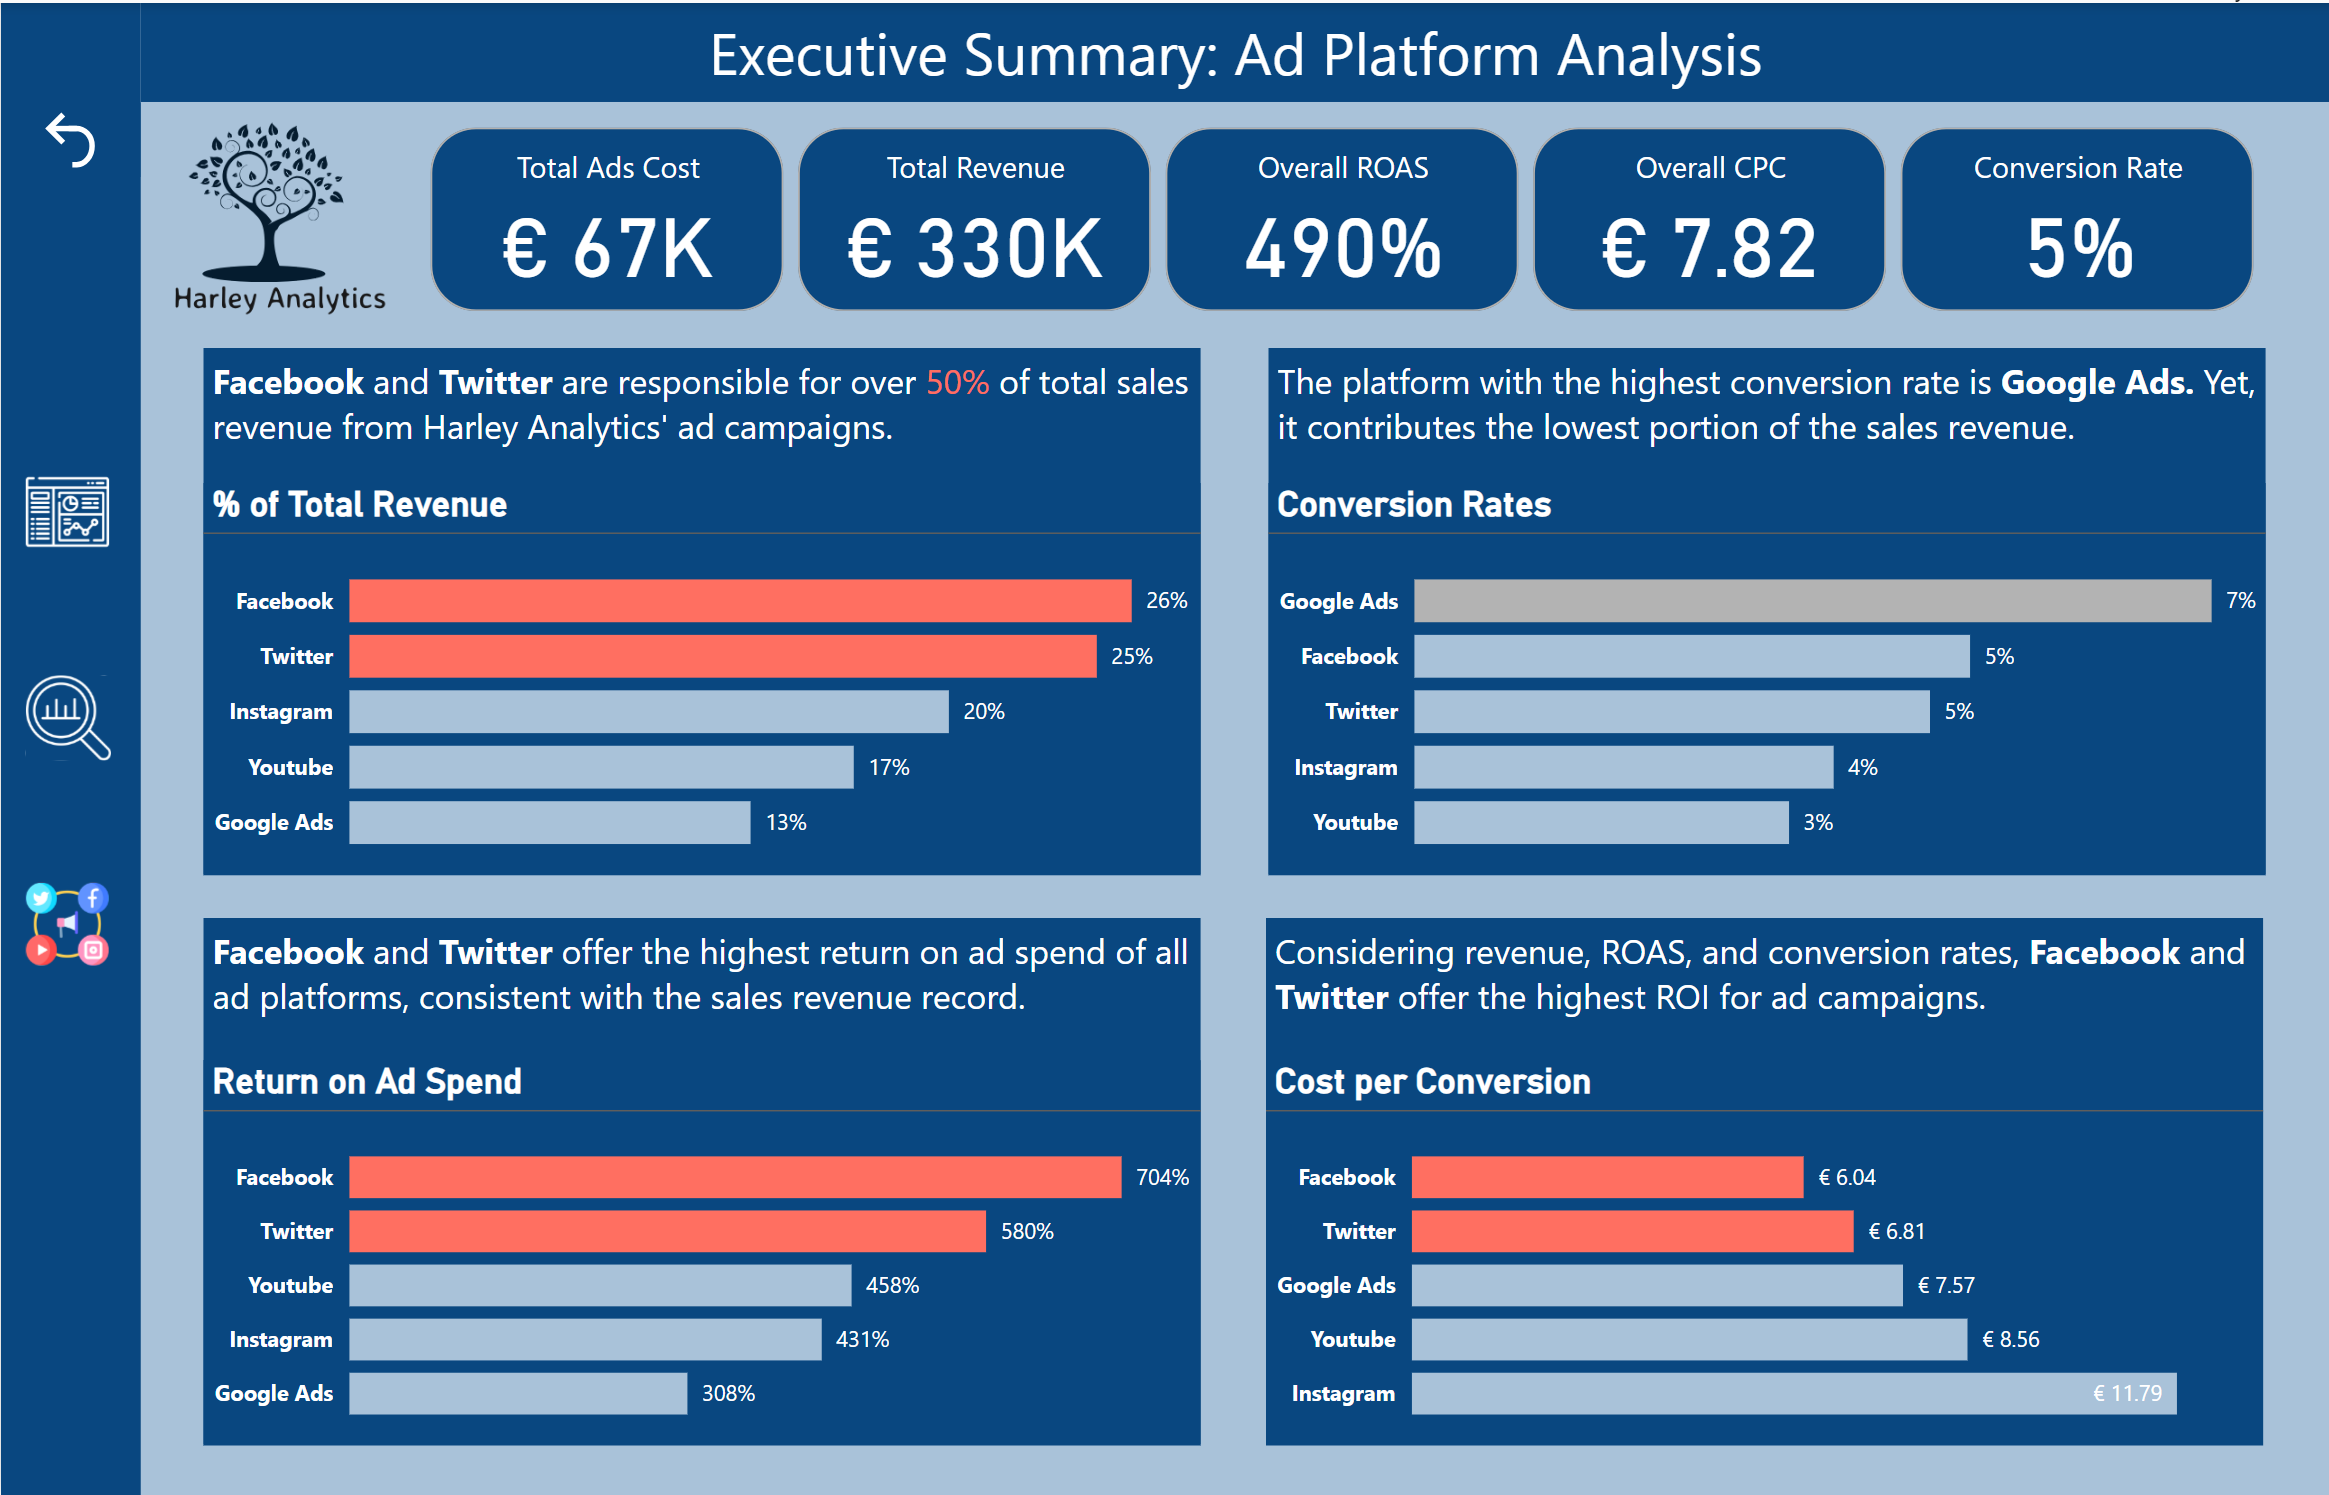 Executive Summary: Ad Platform Analysis
Harley Analytics
Total Ads Cost
€ 67K
Total Revenue
€ 330K
Overall ROAS
490%
Overall CPC
€ 7.82
Conversion Rate
5%
Facebook and Twitter are responsible for over 50% of total sales
revenue from Harley Analytics' ad campaigns.
% of Total Revenue
Facebook 26%
Twitter 25%
Instagram 20%
Youtube 17%
Google Ads 13%
The platform with the highest conversion rate is Google Ads. Yet,
it contributes the lowest portion of the sales revenue.
Conversion Rates
Google Ads 7%
Facebook 5%
Twitter 5%
Instagram 4%
Youtube 3%
Facebook and Twitter offer the highest return on ad spend of all
ad platforms, consistent with the sales revenue record.
Return on Ad Spend
Facebook 704%
Twitter 580%
Youtube 458%
Instagram 431%
Google Ads 308%
Considering revenue, ROAS, and conversion rates, Facebook and
Twitter offer the highest ROI for ad campaigns.
Cost per Conversion
Facebook € 6.04
Twitter € 6.81
Google Ads € 7.57
Youtube € 8.56
Instagram € 11.79